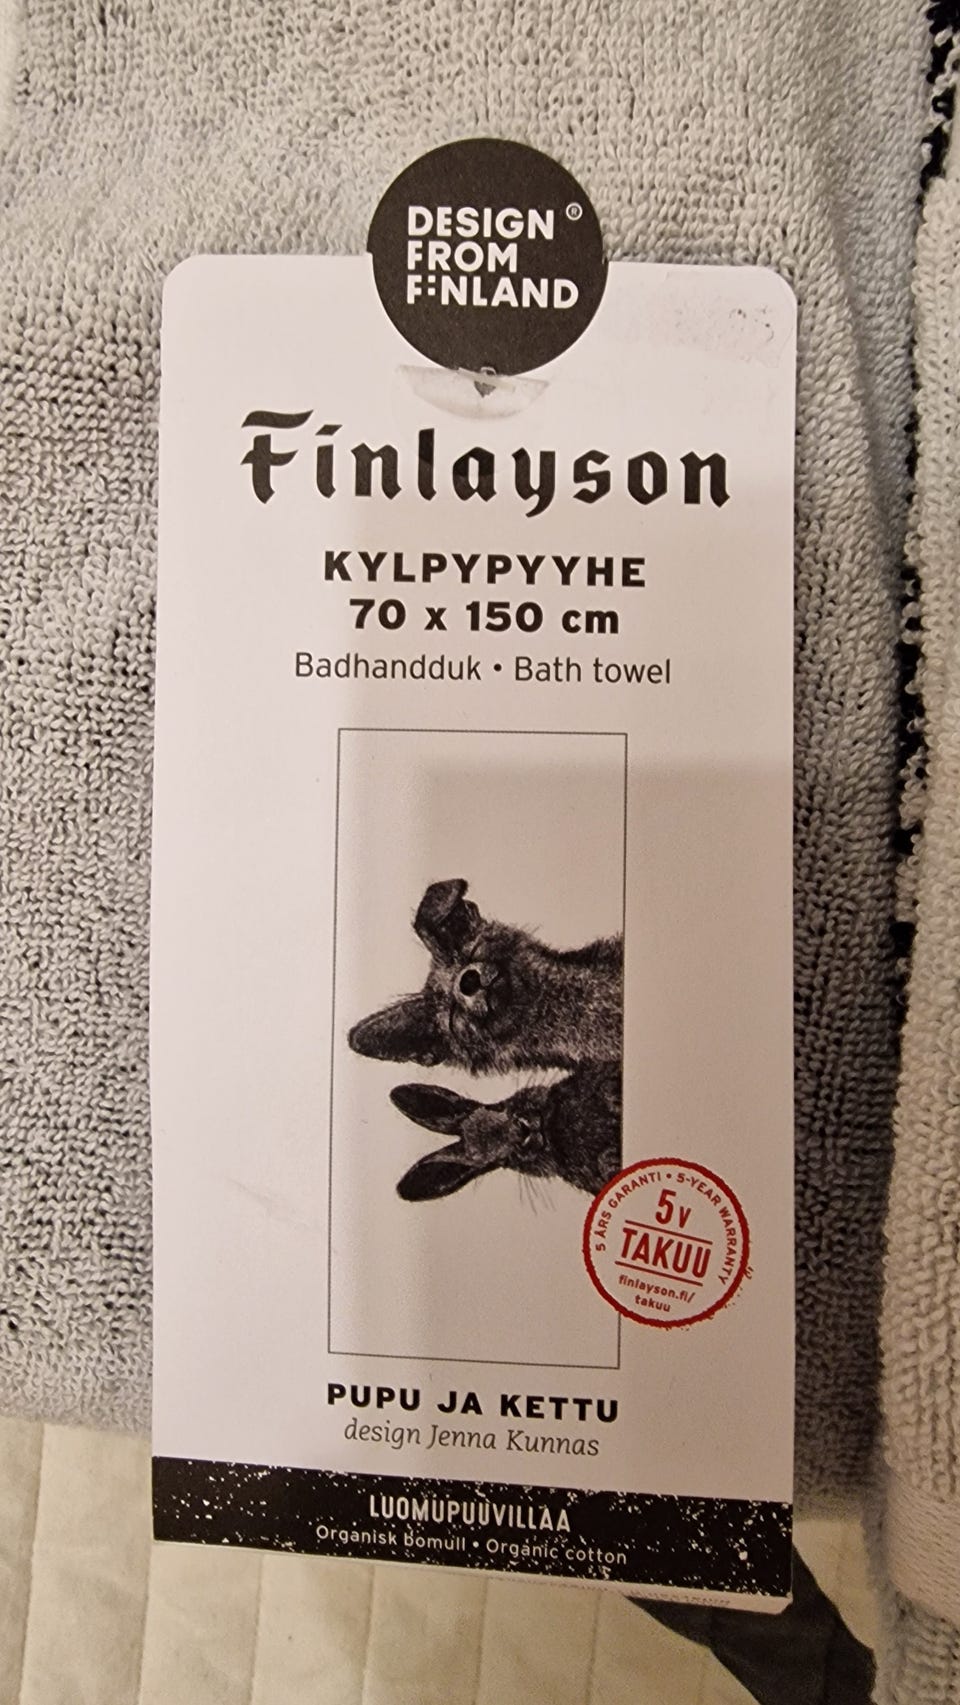 DESIGN ®
FROM
FINLAND
Finlayson
KYLPYPYYHE
70 x 150 cm
Badhandduk • Bath towel
5 ÅRS GARANTI • 5-YEAR WARRANTY
5v
TAKUU
finlayson.fi/
takuu
PUPU JA KETTU
design Jenna Kunnas
LUOMUPUUVILLAA
Organisk bomull • Organic cotton